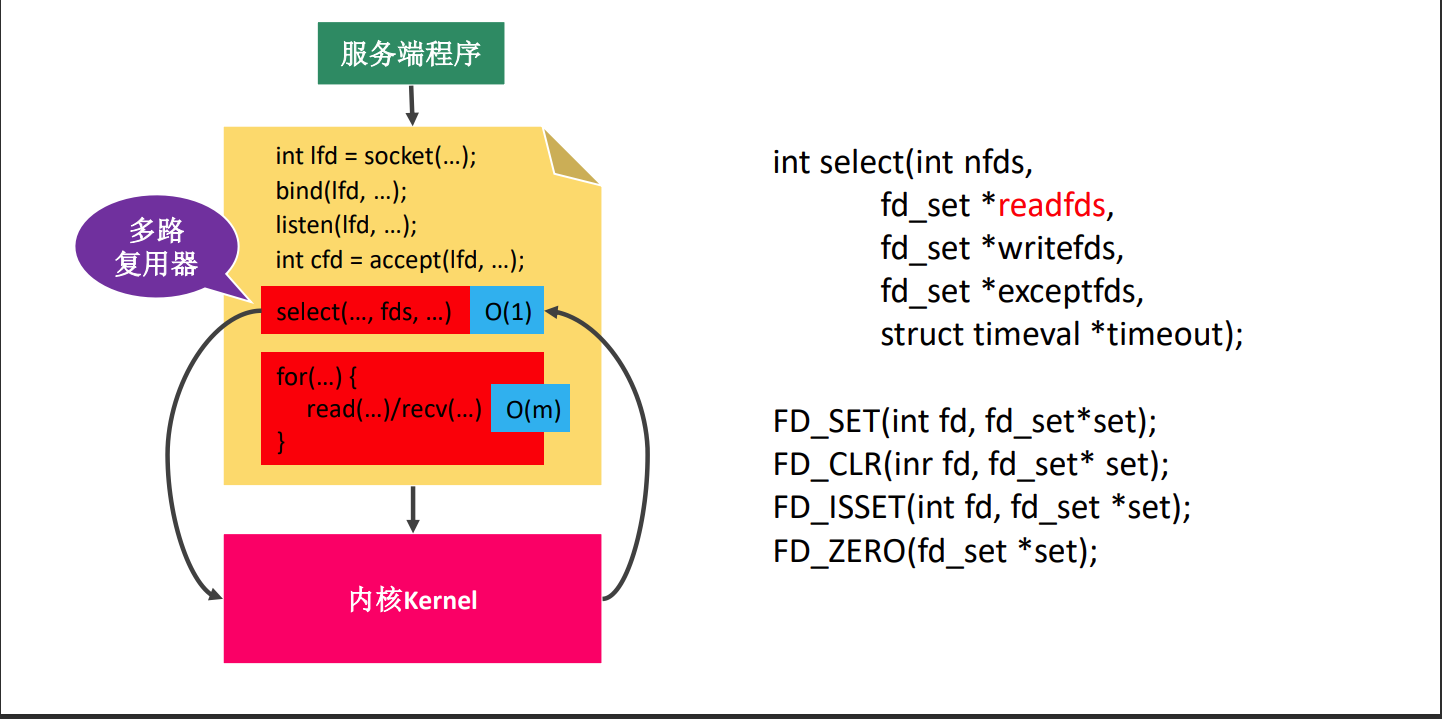 服务端程序
int lfd = socket(…);
bind(lfd, …);
listen(lfd, …);
int cfd = accept(lfd, …);
多路
复用器
select(…, fds, …) O(1)
for(…) {
read(…)/recv(…) O(m)
}
内核Kernel
int select(int nfds,
fd_set *readfds,
fd_set *writefds,
fd_set *exceptfds,
struct timeval *timeout);
FD_SET(int fd, fd_set*set);
FD_CLR(inr fd, fd_set* set);
FD_ISSET(int fd, fd_set *set);
FD_ZERO(fd_set *set);